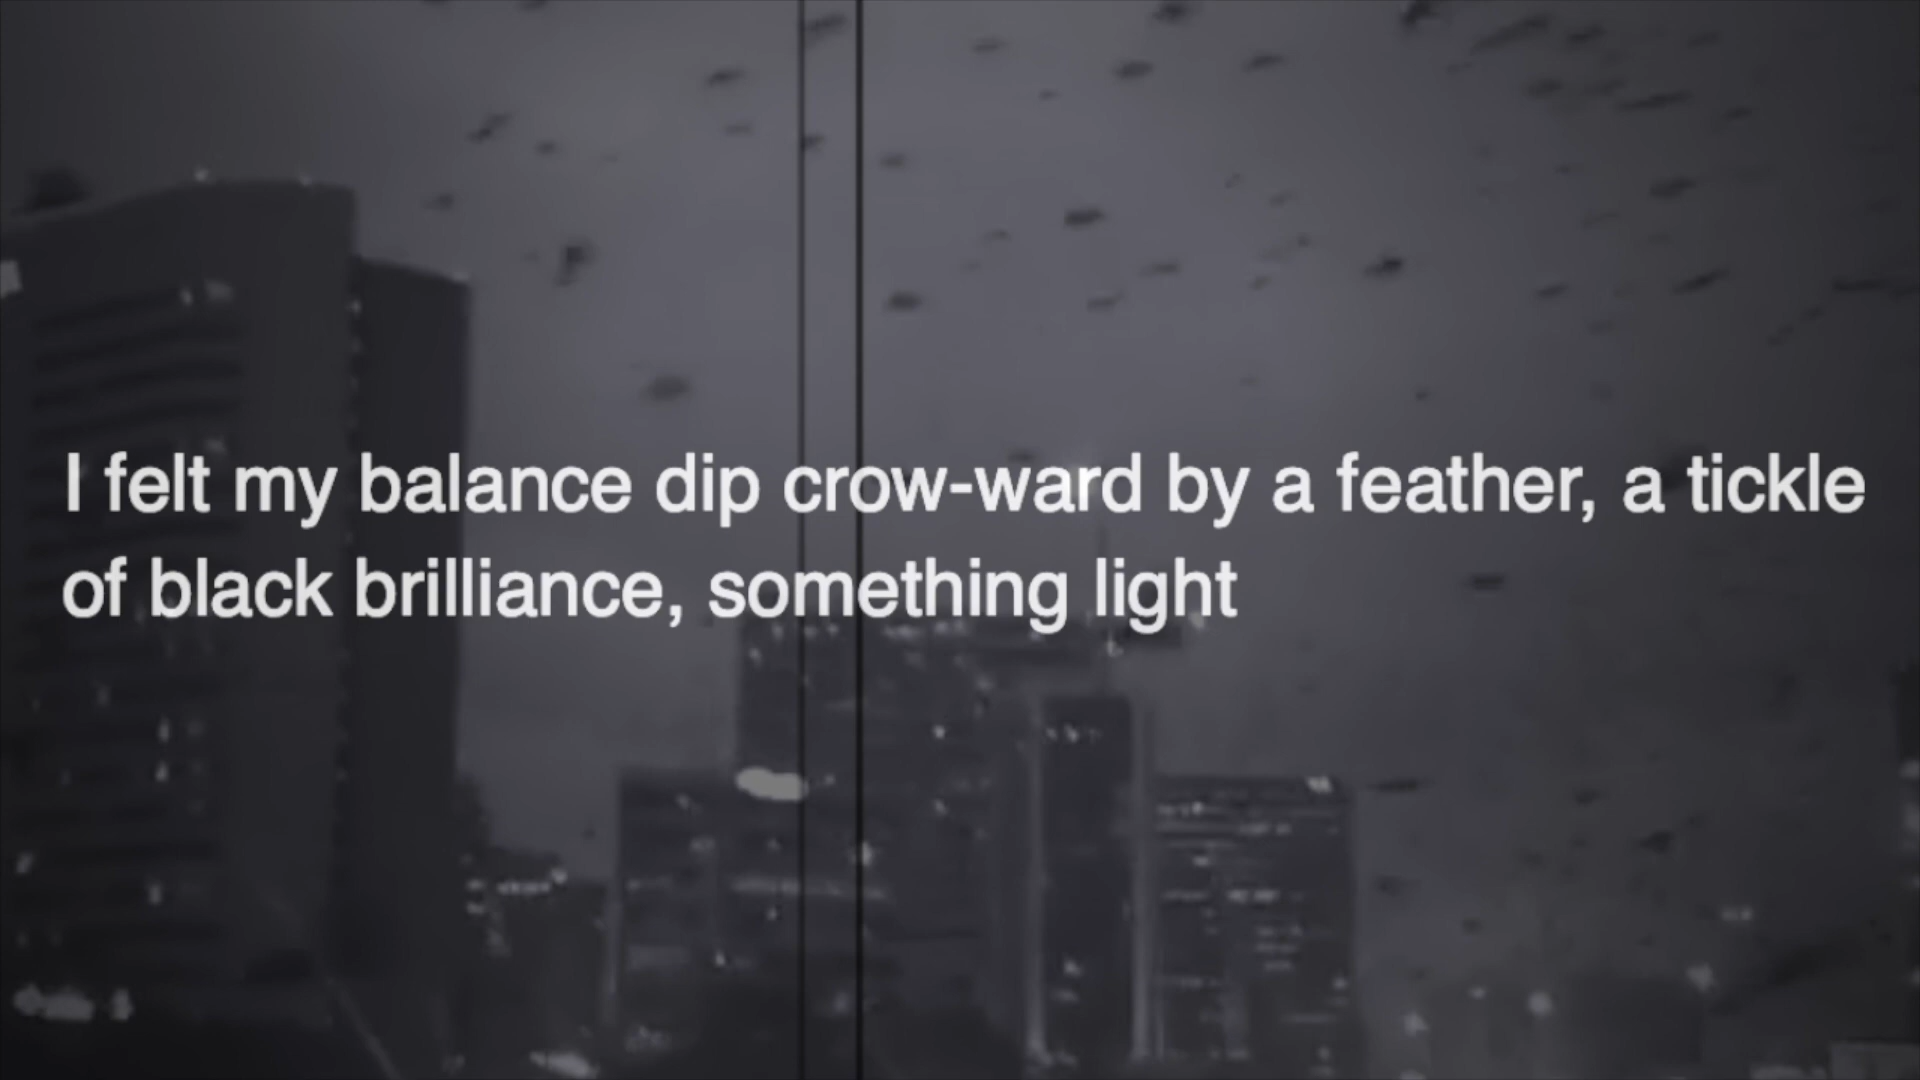 I felt my balance dip crow-ward by a feather, a tickle
of black brilliance, something light